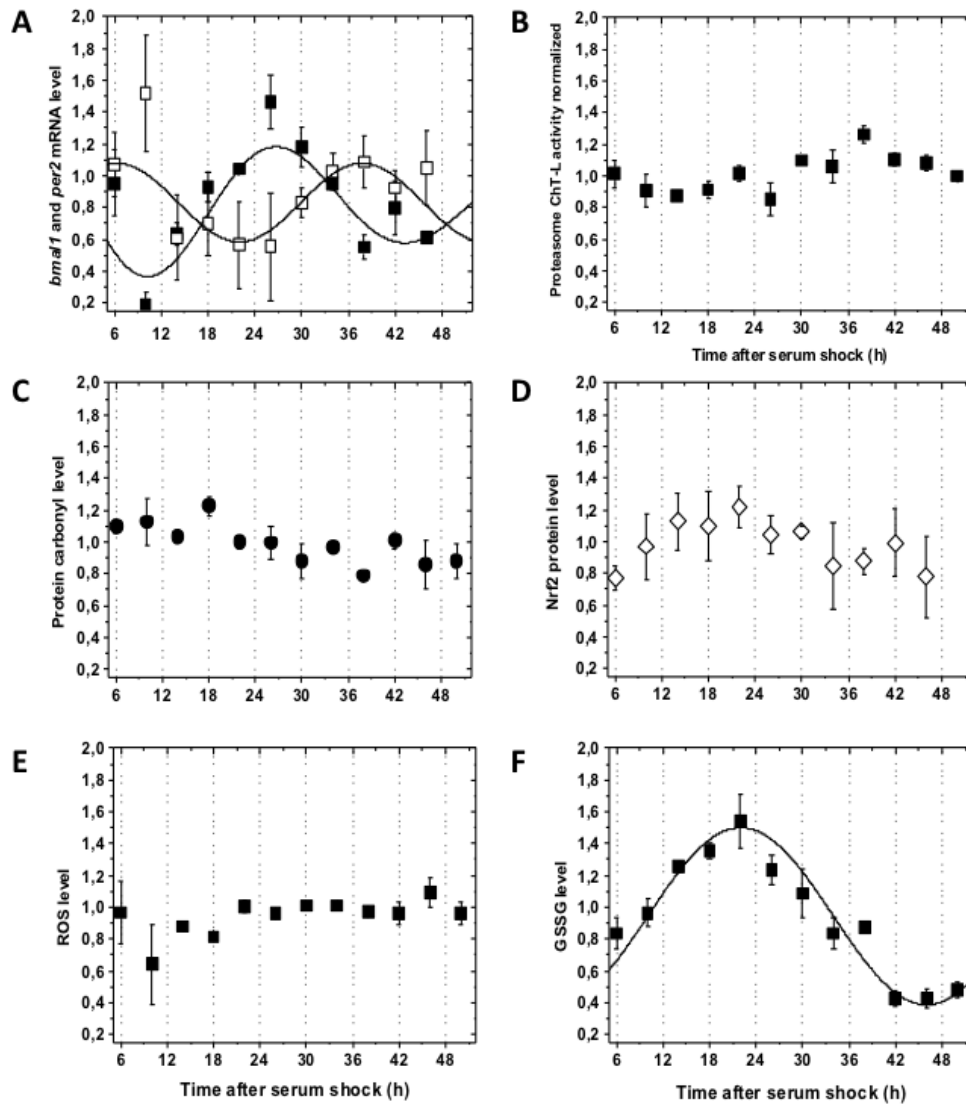 A
bmal1 and per2 mRNA level
2,0
1,8
1,6
1,4
1,2
1,0
0,8
0,6
0,4
0,2
6 12 18 24 30 36 42 48
B
Proteasome ChT-L activity normalized
2,0
1,8
1,6
1,4
1,2
1,0
0,8
0,6
0,4
0,2
6 12 18 24 30 36 42 48
Time after serum shock (h)
C
Protein carbonyl level
2,0
1,8
1,6
1,4
1,2
1,0
0,8
0,6
0,4
0,2
6 12 18 24 30 36 42 48
D
Nrf2 protein level
2,0
1,8
1,6
1,4
1,2
1,0
0,8
0,6
0,4
0,2
6 12 18 24 30 36 42 48
E
ROS level
2,0
1,8
1,6
1,4
1,2
1,0
0,8
0,6
0,4
0,2
6 12 18 24 30 36 42 48
Time after serum shock (h)
F
GSSG level
2,0
1,8
1,6
1,4
1,2
1,0
0,8
0,6
0,4
0,2
6 12 18 24 30 36 42 48
Time after serum shock (h)